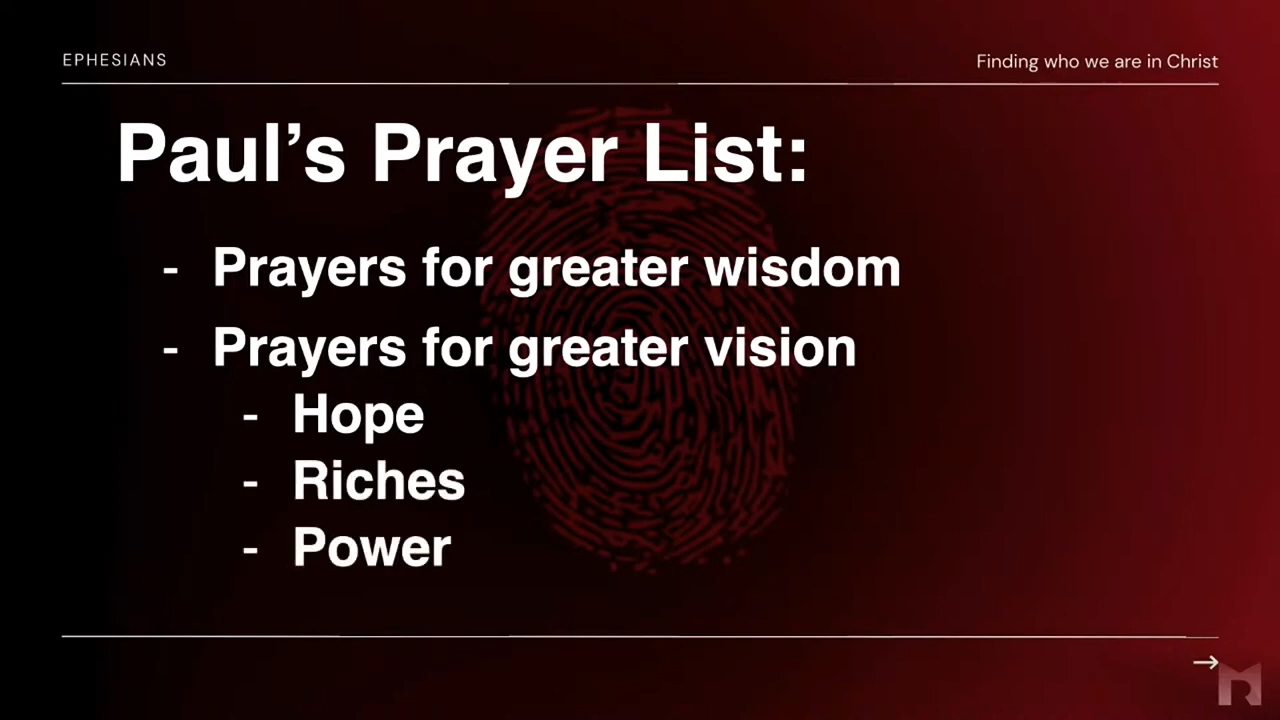 EPHESIANS
Finding who we are in Christ
Paul’s Prayer List:
- Prayers for greater wisdom
- Prayers for greater vision
- Hope
- Riches
- Power
→